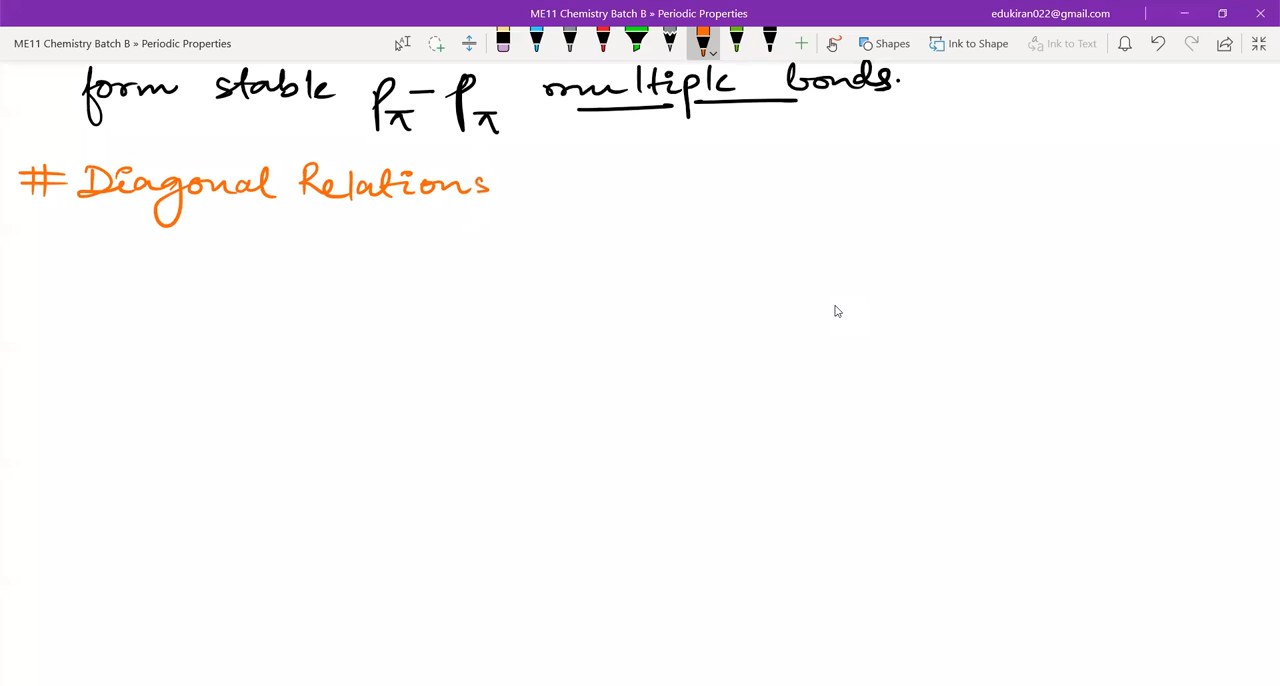 ME11 Chemistry Batch B » Periodic Properties
edukiran022@gmail.com
ME11 Chemistry Batch B » Periodic Properties
Shapes
Ink to Shape
Ink to Text
form stable Pπ – Pπ multiple bonds.
# Diagonal Relations